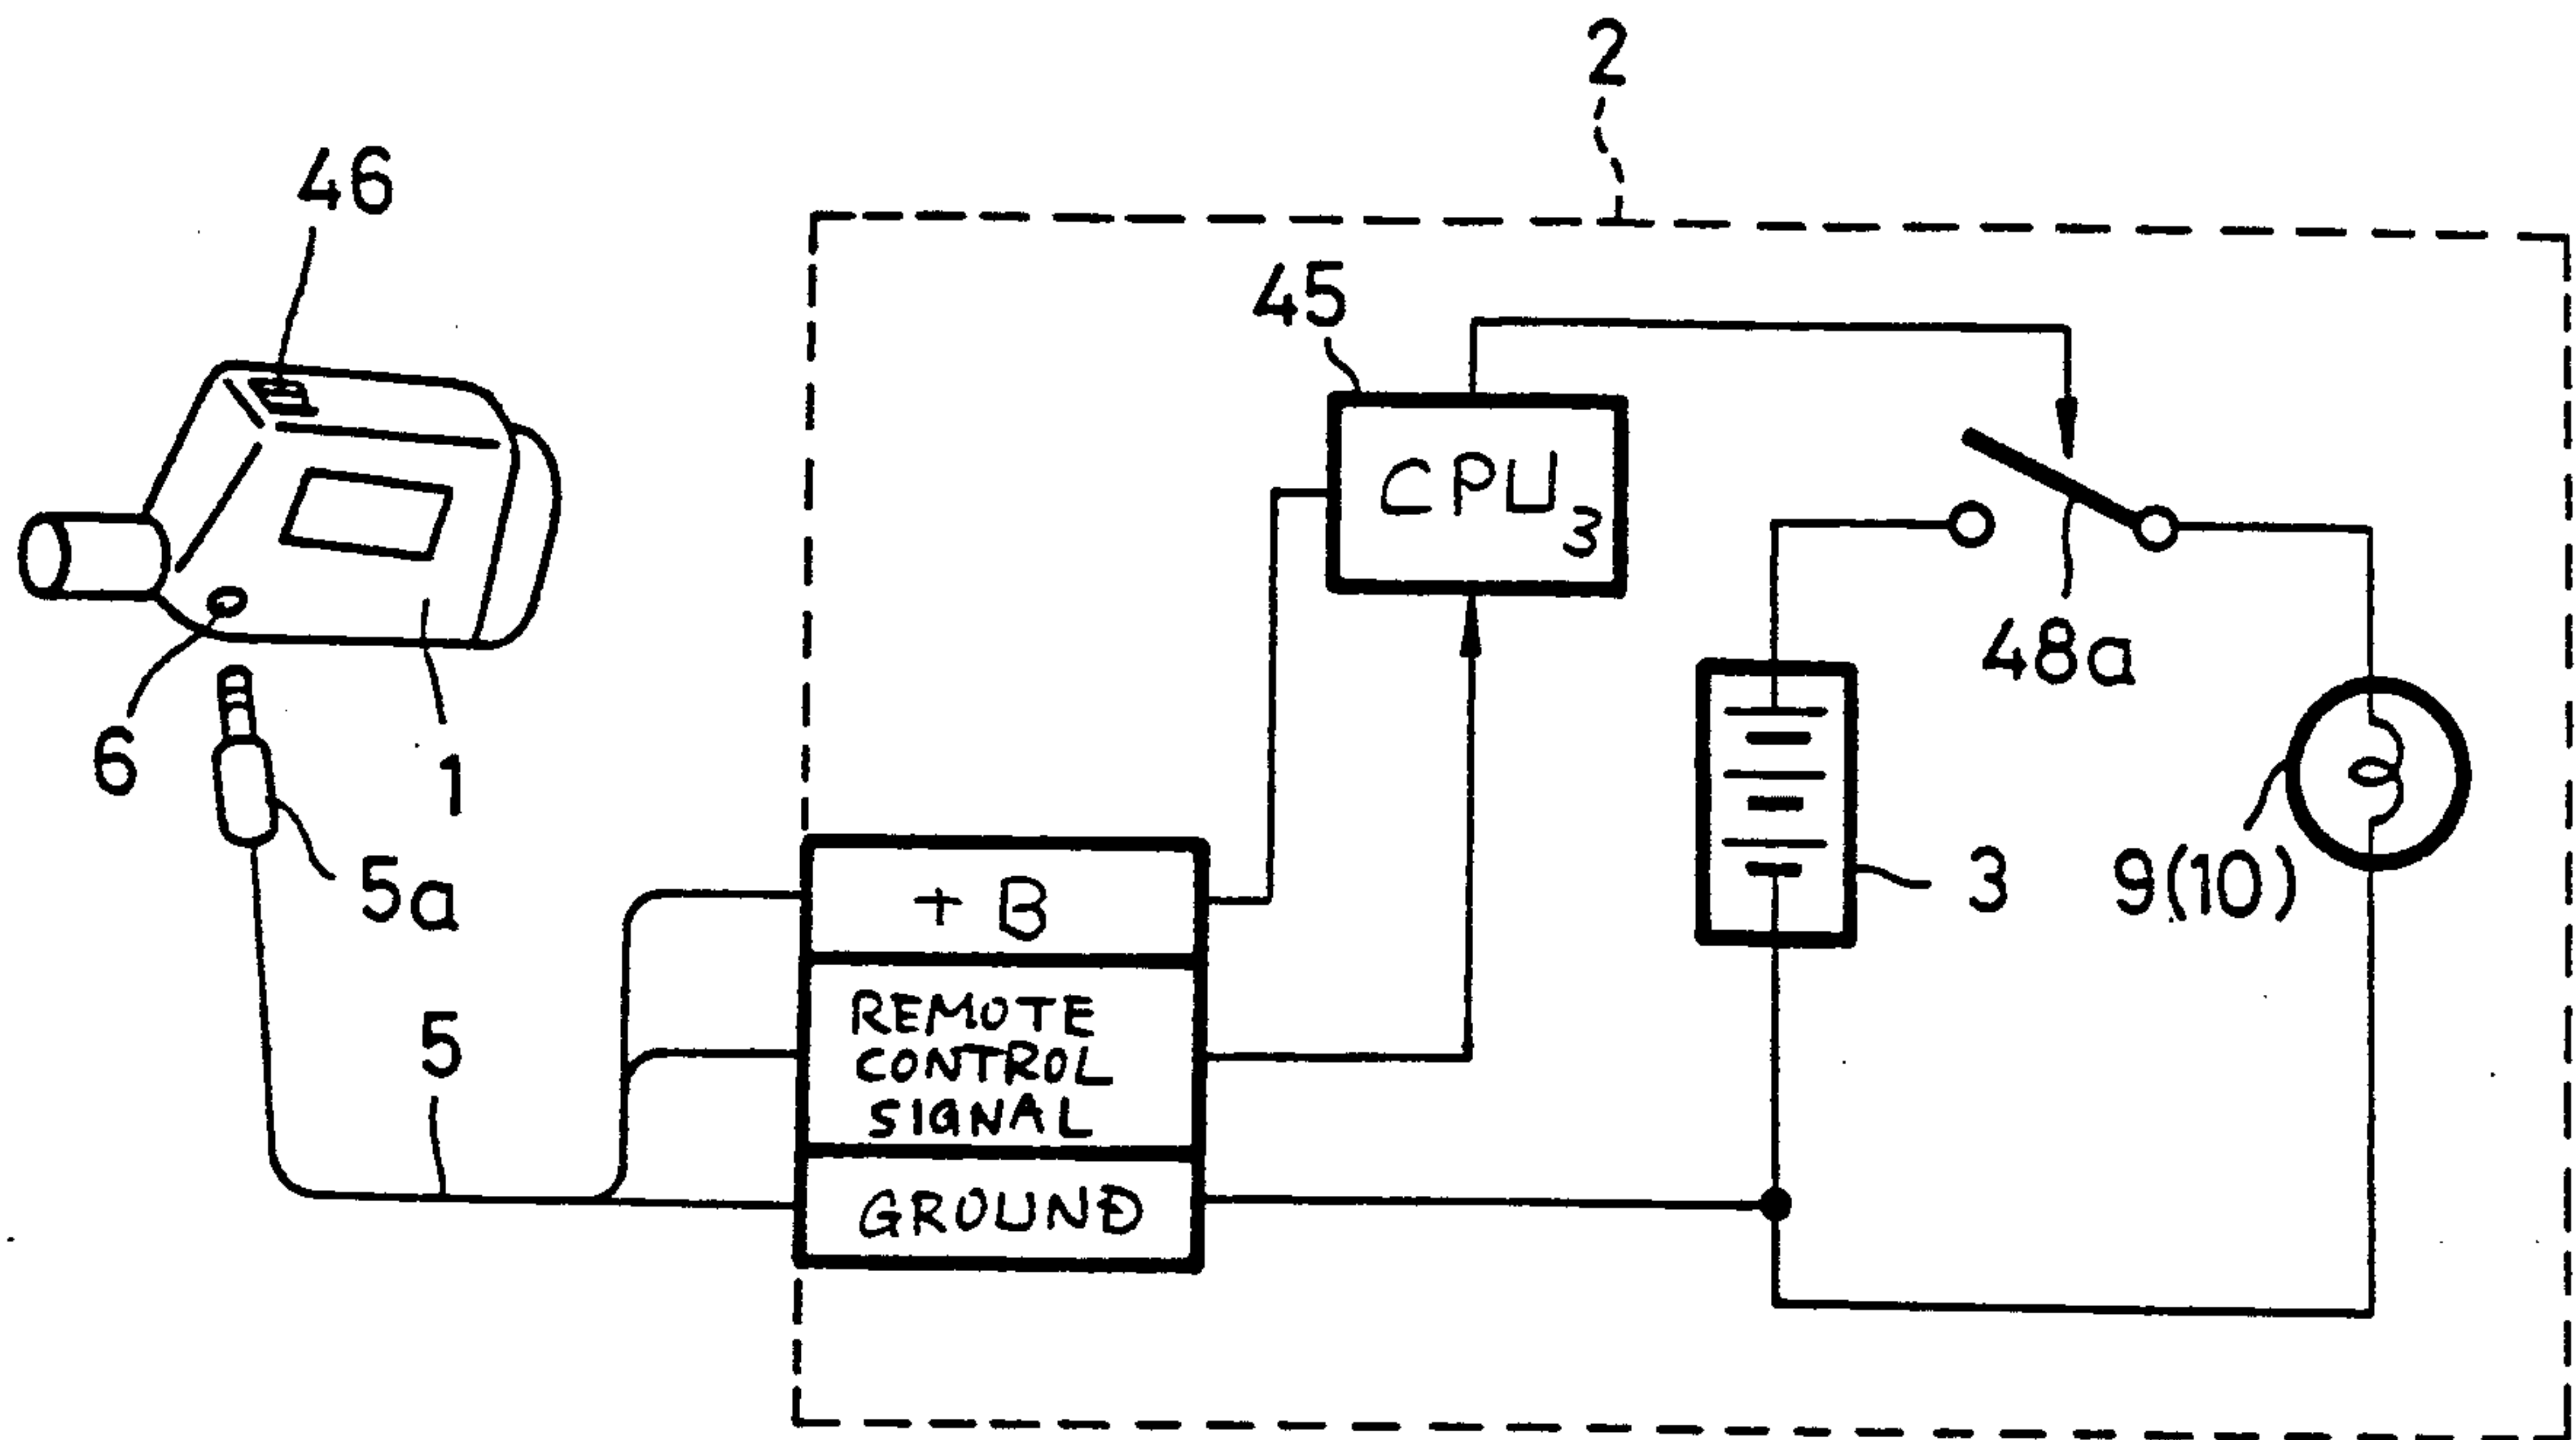 2
46
45
CPU3
48a
6
1
5a
3
9(10)
+B
REMOTE
CONTROL
SIGNAL
5
GROUND